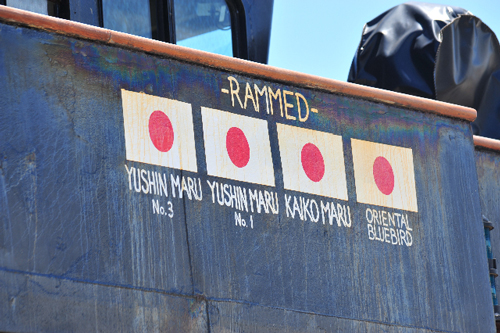 -RAMMED-
YUSHIN MARU
No. 3
YUSHIN MARU
No. 1
KAIKO MARU
ORIENTAL
BLUEBIRD